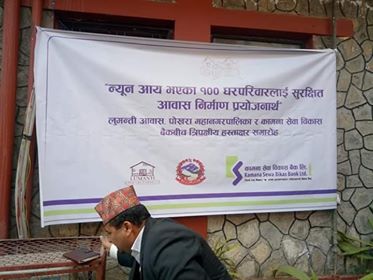 "न्यून आय भएका १०० घरपरिवारलाई सुरक्षित
आवास निर्माण प्रयोजनार्थ"
लुमन्ती आवास, पोखरा महानगरपालिका र कामना सेवा विकास
बैंकबीच त्रिपक्षीय हस्ताक्षर समारोह
LUMANTI
कामना सेवा विकास बैंक लि.
Kamana Sewa Bikas Bank Ltd.